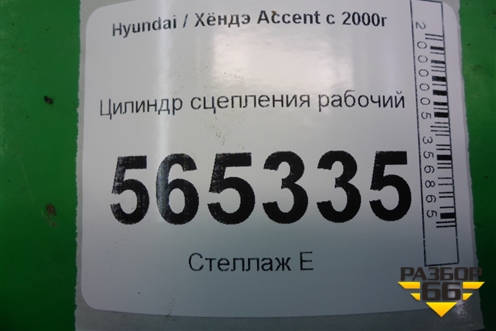 Hyundai / Хёндэ Accent с 2000г
Цилиндр сцепления рабочий
565335
Стеллаж Е
2000005356865
РАЗБОР
66